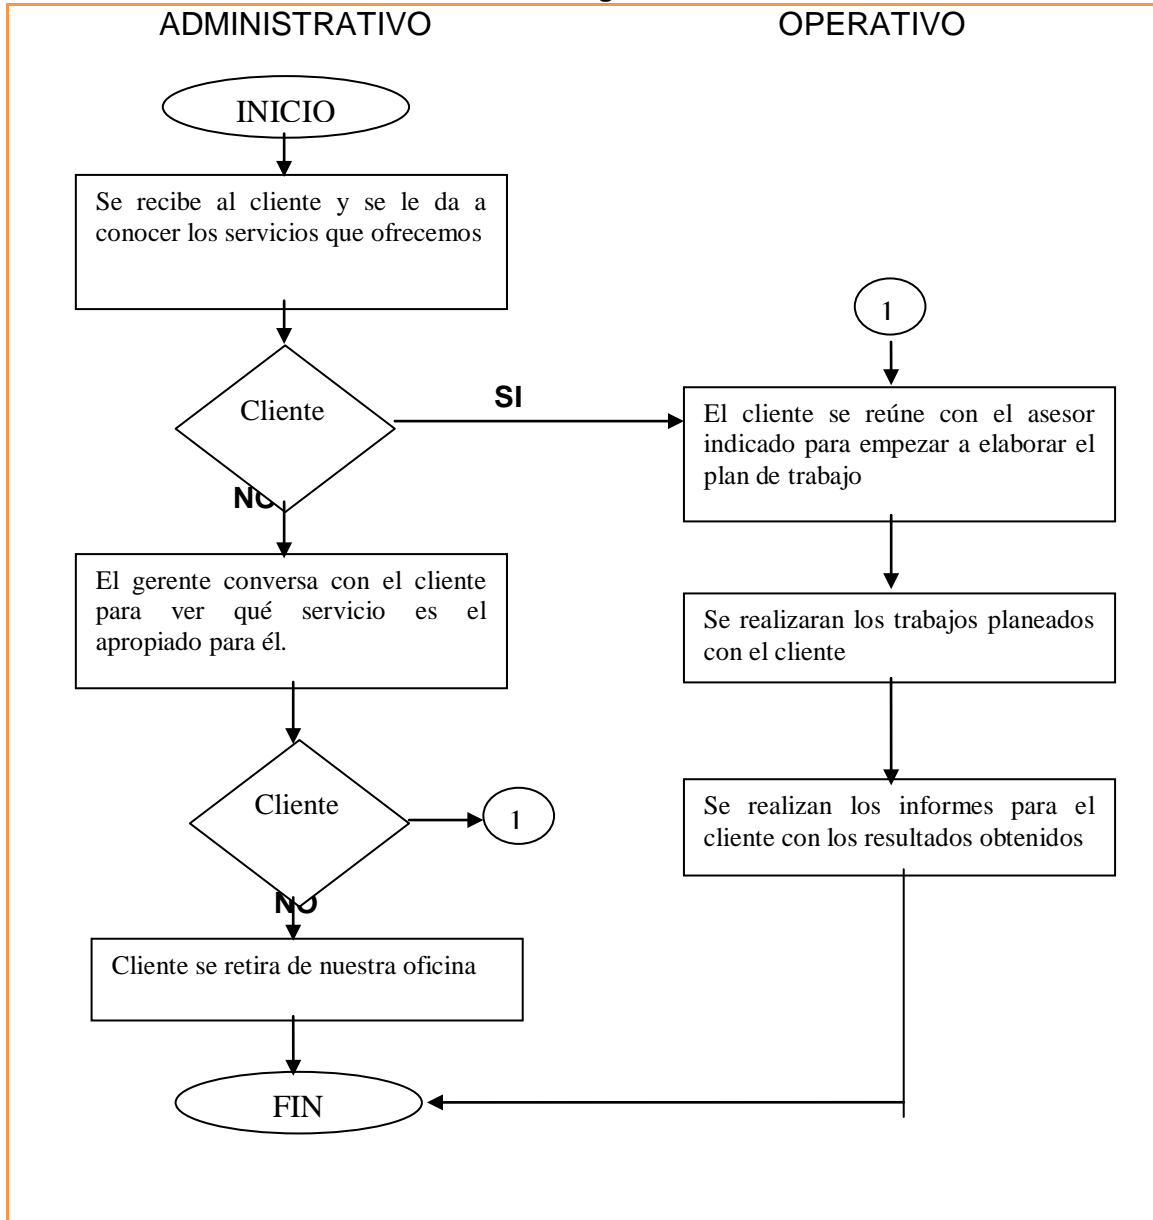 ADMINISTRATIVO
OPERATIVO
INICIO
Se recibe al cliente y se le da a
conocer los servicios que ofrecemos
1
Cliente
SI
El cliente se reúne con el asesor
indicado para empezar a elaborar el
plan de trabajo
NO
El gerente conversa con el cliente
para ver qué servicio es el
apropiado para él.
Se realizaran los trabajos planeados
con el cliente
Cliente
1
Se realizan los informes para el
cliente con los resultados obtenidos
NO
Cliente se retira de nuestra oficina
FIN